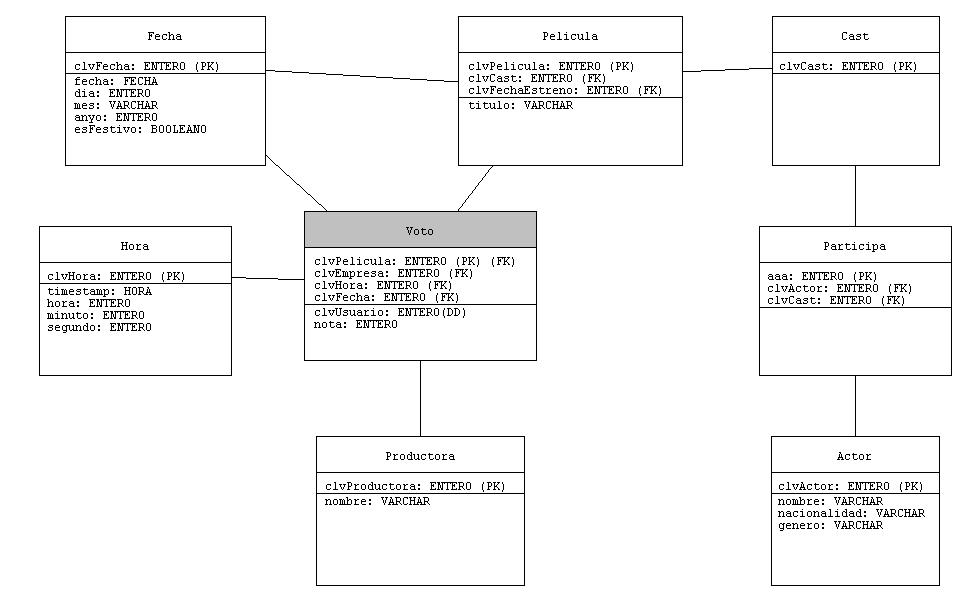 Fecha
clvFecha: ENTERO (PK)
fecha: FECHA
dia: ENTERO
mes: VARCHAR
anyo: ENTERO
esFestivo: BOOLEANO
Pelicula
clvPelicula: ENTERO (PK)
clvCast: ENTERO (FK)
clvFechaEstreno: ENTERO (FK)
titulo: VARCHAR
Cast
clvCast: ENTERO (PK)
Hora
clvHora: ENTERO (PK)
timestamp: HORA
hora: ENTERO
minuto: ENTERO
segundo: ENTERO
Voto
clvPelicula: ENTERO (PK) (FK)
clvEmpresa: ENTERO (FK)
clvHora: ENTERO (FK)
clvFecha: ENTERO (FK)
clvUsuario: ENTERO(DD)
nota: ENTERO
Participa
aaa: ENTERO (PK)
clvActor: ENTERO (FK)
clvCast: ENTERO (FK)
Productora
clvProductora: ENTERO (PK)
nombre: VARCHAR
Actor
clvActor: ENTERO (PK)
nombre: VARCHAR
nacionalidad: VARCHAR
genero: VARCHAR